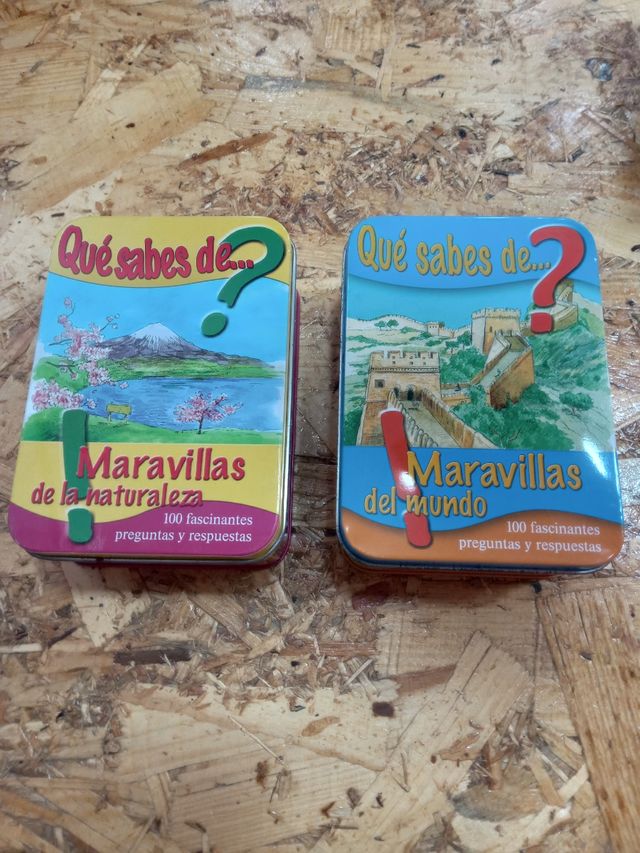 Qué sabes de...?
¡Maravillas
de la naturaleza
100 fascinantes
preguntas y respuestas
Qué sabes de...?
¡Maravillas
del mundo
100 fascinantes
preguntas y respuestas